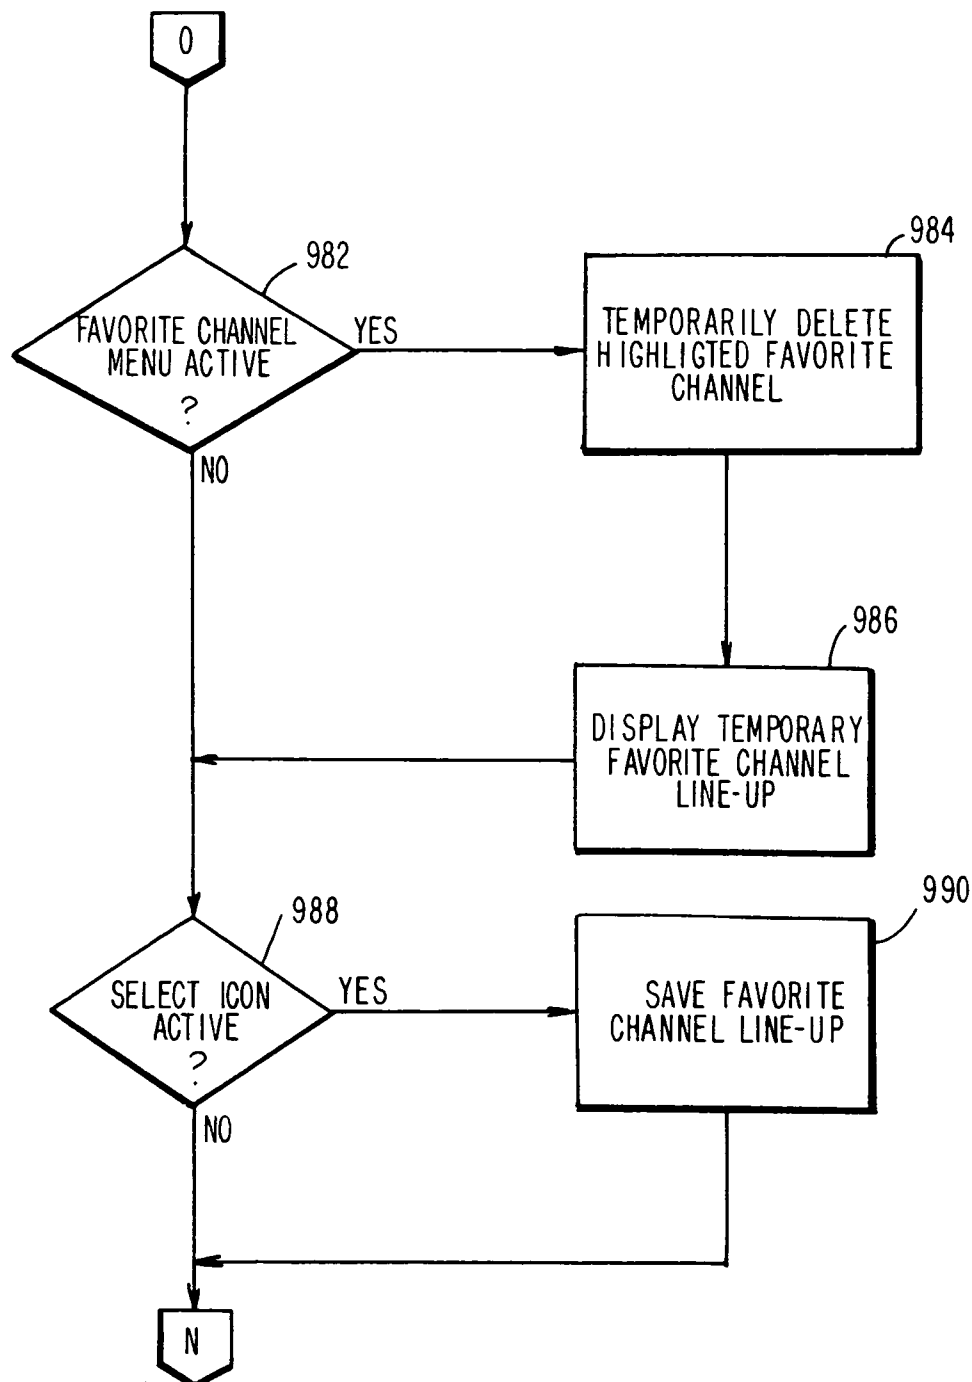 O
982
FAVORITE CHANNEL
MENU ACTIVE
?
YES
NO
984
TEMPORARILY DELETE
HIGHLIGTED FAVORITE
CHANNEL
986
DISPLAY TEMPORARY
FAVORITE CHANNEL
LINE-UP
988
SELECT ICON
ACTIVE
?
YES
NO
990
SAVE FAVORITE
CHANNEL LINE-UP
N